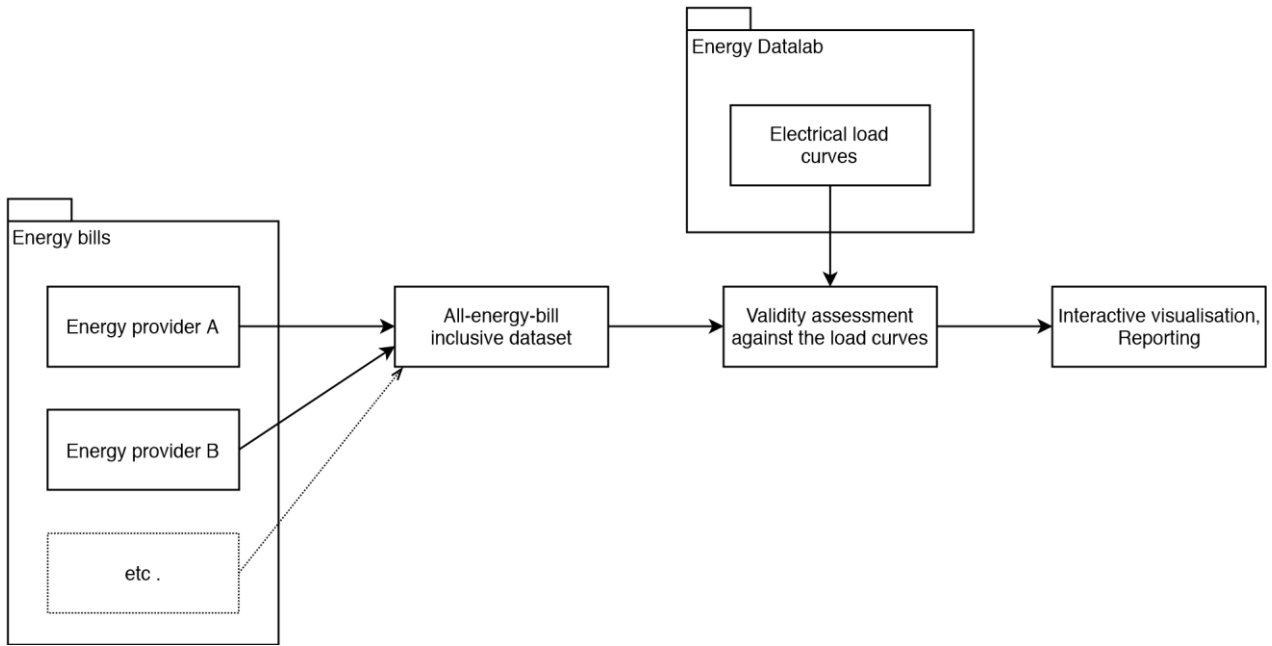 Energy Datalab
Electrical load
curves
Energy bills
Energy provider A
All-energy-bill
inclusive dataset
Validity assessment
against the load curves
Interactive visualisation,
Reporting
Energy provider B
etc .